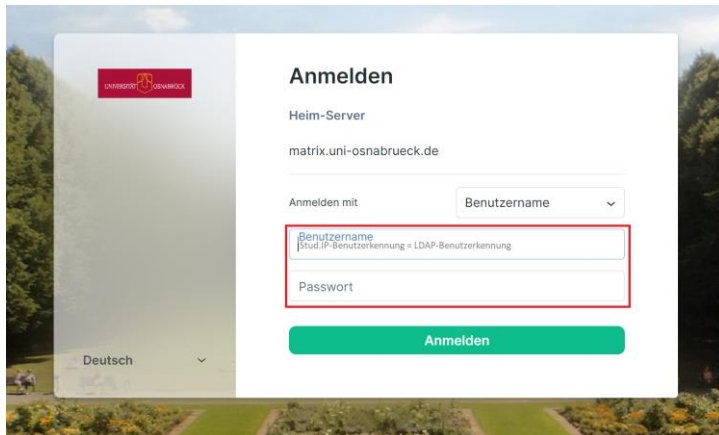 UNIVERSITÄT OSNABRÜCK
Anmelden
Heim-Server
matrix.uni-osnabrueck.de
Anmelden mit
Benutzername
Benutzername
Stud.IP-Benutzerkennung = LDAP-Benutzerkennung
Passwort
Anmelden
Deutsch